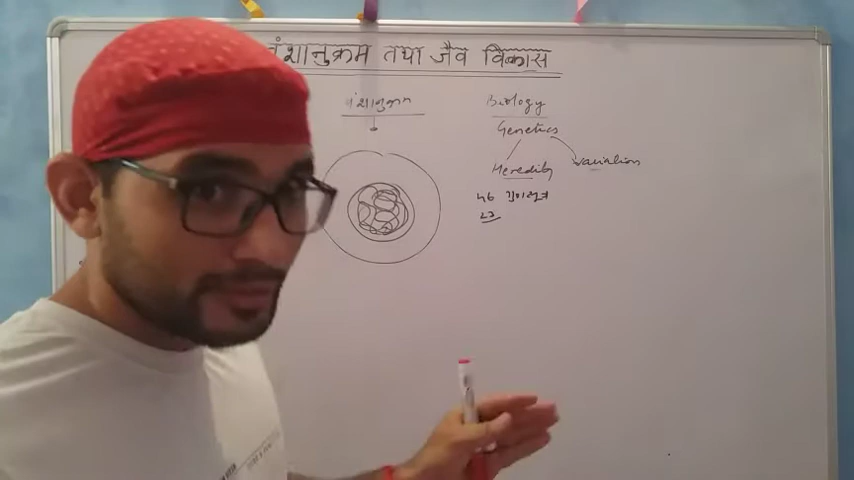 वंशानुक्रम तथा जैव विकास
वंशानुक्रम
Biology
Genetics
Heredity variation
46 गुणसूत्र
23